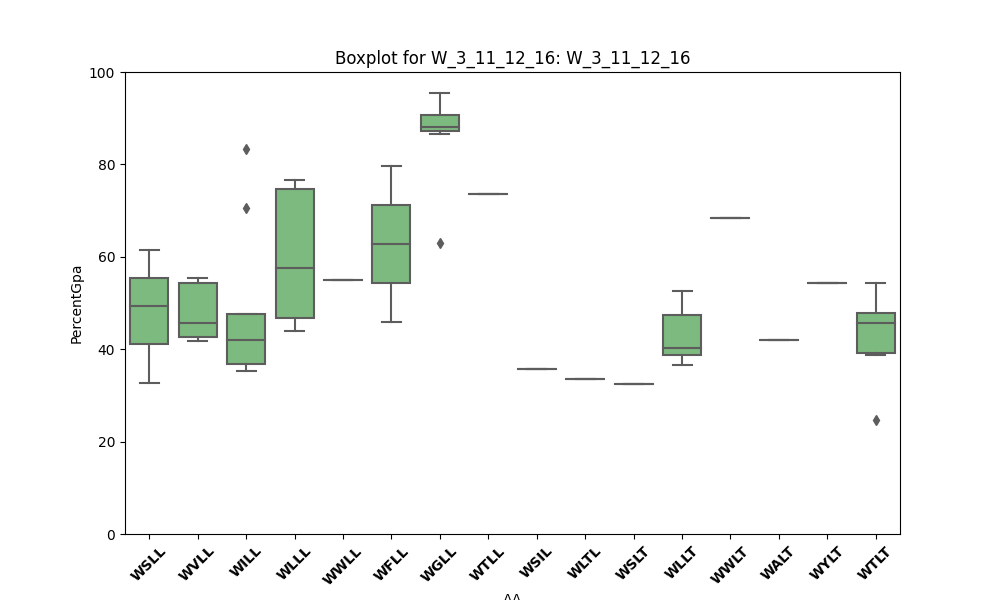 Boxplot for W_3_11_12_16: W_3_11_12_16
100
80
60
40
20
0
PercentGpa
WSLL WVLL WILL WLLL WWLL WFLL WGLL WTLL WSIL WLTL WSLT WLLT WWLT WALT WYLT WTLT
AA